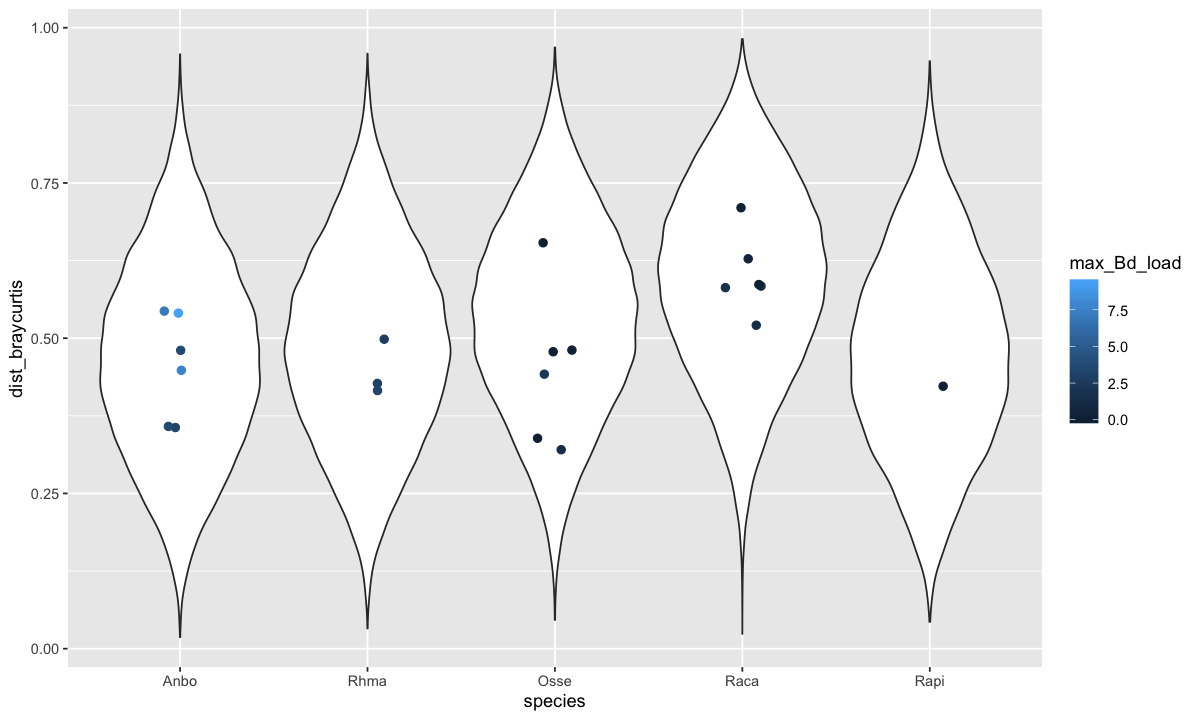 1.00
0.75
0.50
0.25
0.00
dist_braycurtis
Anbo
Rhma
Osse
Raca
Rapi
species
max_Bd_load
7.5
5.0
2.5
0.0